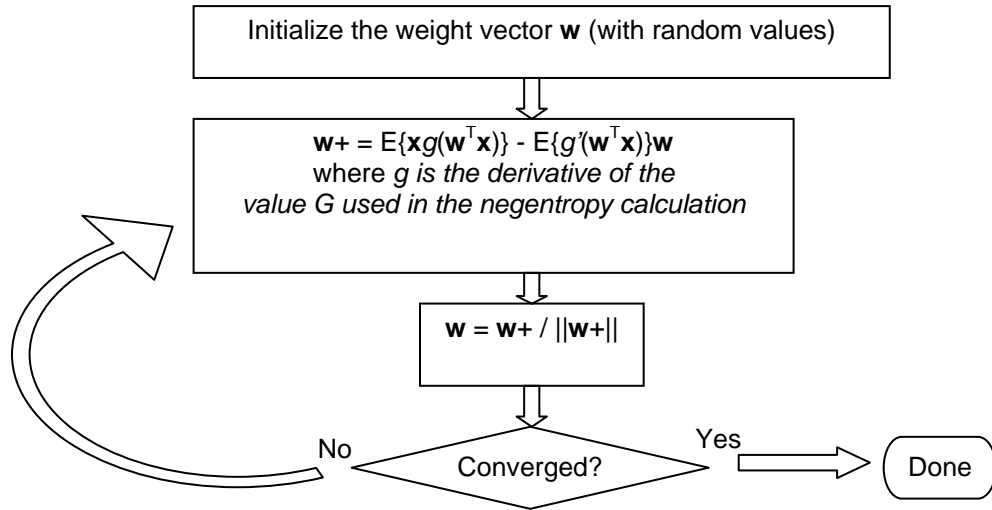 Initialize the weight vector w (with random values)
w+ = E{xg(wᵀx)} - E{g’(wᵀx)}w
where g is the derivative of the
value G used in the negentropy calculation
w = w+ / ||w+||
No
Converged?
Yes
Done